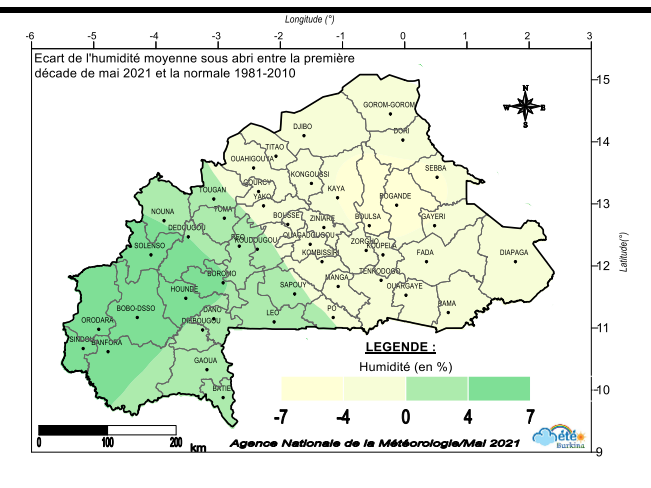 Longitude (°)
-6 -5 -4 -3 -2 -1 0 1 2 3
Ecart de l'humidité moyenne sous abri entre la première
décade de mai 2021 et la normale 1981-2010
15
GOROM-GOROM
W E
S
DJIBO
DORI
14
TITAO
OUAHIGOUYA
KONGOUSSI
SEBBA
GOURCY
KAYA
TOUGAN
YAKO
BOGANDE
13
NOUNA
TOMA
BOUSSE
ZINIARE
BOULSA
GAYERI
DEDOUGOU
REO
KOUDOUGOU
OUAGADOUGOU
ZORGHO
KOUPELA
SOLENSO
KOMBISSIRI
FADA
DIAPAGA
Latitude(°)
12
BOROMO
TENKODOGO
MANGA
HOUNDE
SAPOUY
OUARGAYE
BOBO-DSSO
DANO
LEO
PO
PAMA
ORODARA
DIEBOUGOU
11
SINDOU
BANFORA
LEGENDE :
GAOUA
Humidité (en %)
BATIE
10
-7 -4 0 4 7
0 100 200
km
Agence Nationale de la Météorologie/Mai 2021
Météo
Burkina
9